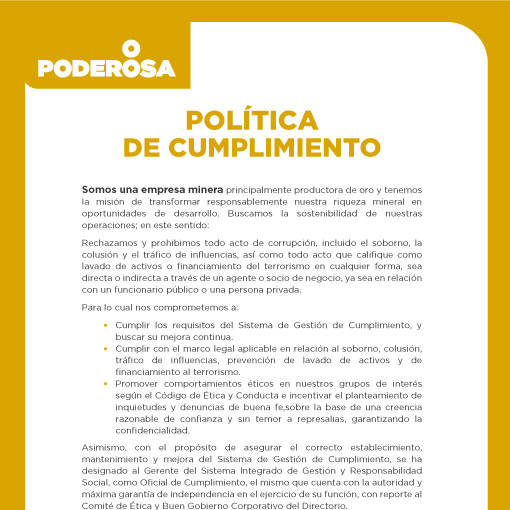 PODEROSA
POLÍTICA
DE CUMPLIMIENTO
Somos una empresa minera principalmente productora de oro y tenemos
la misión de transformar responsablemente nuestra riqueza mineral en
oportunidades de desarrollo. Buscamos la sostenibilidad de nuestras
operaciones; en este sentido:
Rechazamos y prohibimos todo acto de corrupción, incluido el soborno, la
colusión y el tráfico de influencias, así como todo acto que califique como
lavado de activos o financiamiento del terrorismo en cualquier forma, sea
directa o indirecta a través de un agente o socio de negocio, ya sea en relación
con un funcionario público o una persona privada.
Para lo cual nos comprometemos a:
• Cumplir los requisitos del Sistema de Gestión de Cumplimiento, y
buscar su mejora continua.
• Cumplir con el marco legal aplicable en relación al soborno, colusión,
tráfico de influencias, prevención de lavado de activos y de
financiamiento al terrorismo.
• Promover comportamientos éticos en nuestros grupos de interés
según el Código de Ética y Conducta e incentivar el planteamiento de
inquietudes y denuncias de buena fe,sobre la base de una creencia
razonable de confianza y sin temor a represalias, garantizando la
confidencialidad.
Asimismo, con el propósito de asegurar el correcto establecimiento,
mantenimiento y mejora del Sistema de Gestión de Cumplimiento, se ha
designado al Gerente del Sistema Integrado de Gestión y Responsabilidad
Social, como Oficial de Cumplimiento, el mismo que cuenta con la autoridad y
máxima garantía de independencia en el ejercicio de su función, con reporte al
Comité de Ética y Buen Gobierno Corporativo del Directorio.